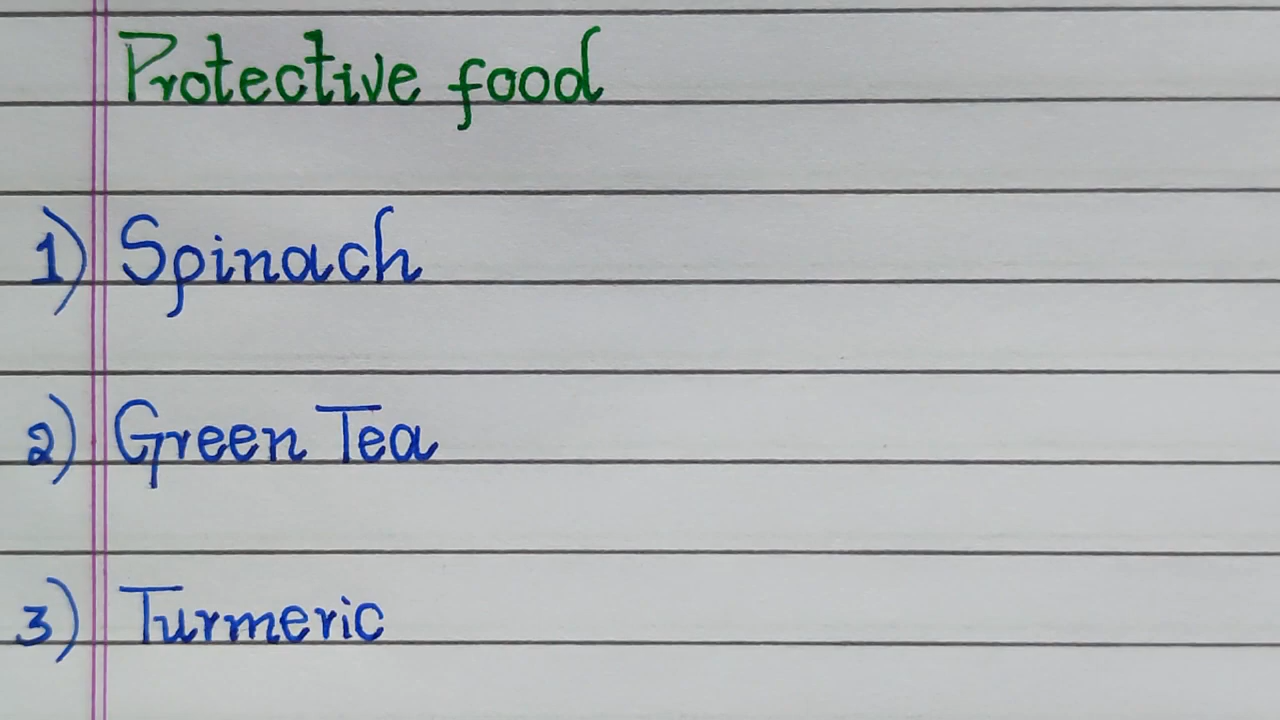 Protective food
1) Spinach
2) Green Tea
3) Turmeric